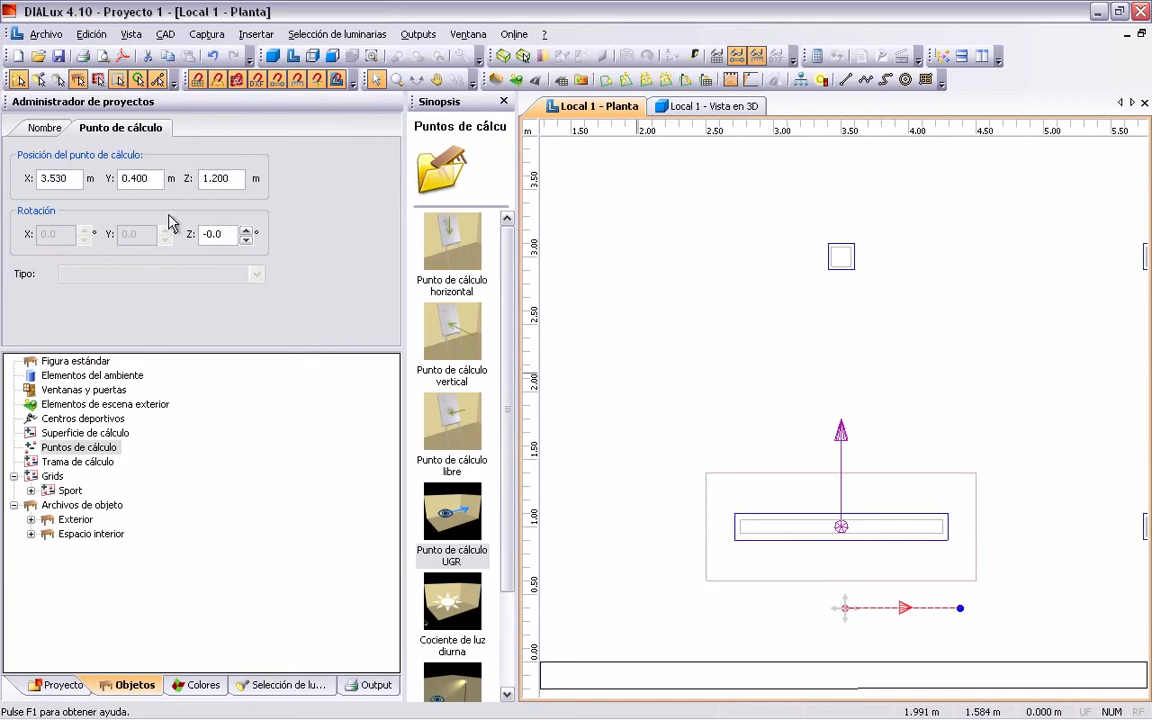 DIALux 4.10 - Proyecto 1 - [Local 1 - Planta]
Archivo Edición Vista CAD Captura Insertar Selección de luminarias Outputs Ventana Online ?
Administrador de proyectos
Nombre Punto de cálculo
Posición del punto de cálculo:
X: 3.530 m Y: 0.400 m Z: 1.200 m
Rotación
X: 0.0 ° Y: 0.0 ° Z: -0.0 °
Tipo:
Figura estándar
Elementos del ambiente
Ventanas y puertas
Elementos de escena exterior
Centros deportivos
Superficie de cálculo
Puntos de cálculo
Trama de cálculo
Grids
Sport
Archivos de objeto
Exterior
Espacio interior
Proyecto Objetos Colores Selección de lu... Output
Sinopsis
Puntos de cálcu
Punto de cálculo
horizontal
Punto de cálculo
vertical
Punto de cálculo
libre
Punto de cálculo
UGR
Cociente de luz
diurna
Local 1 - Planta Local 1 - Vista en 3D
m 1.50 2.00 2.50 3.00 3.50 4.00 4.50 5.00 5.50
3.50
3.00
2.50
2.00
1.50
1.00
0.50
0.00
Pulse F1 para obtener ayuda. 1.991 m 1.584 m 0.000 m UF NUM RF